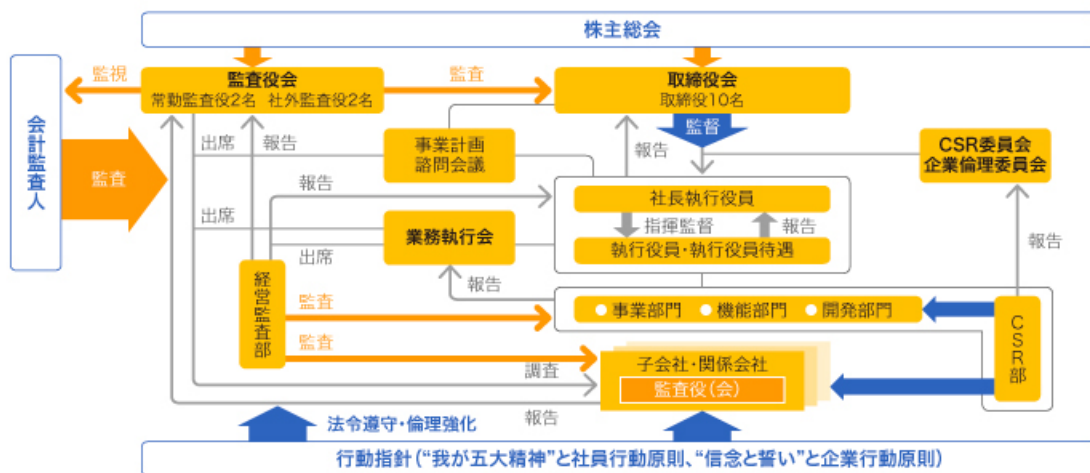 株主総会
会計監査人
監視
監査役会
常勤監査役2名 社外監査役2名
監査
取締役会
取締役10名
監督
監査
出席
報告
事業計画
諮問会議
報告
CSR委員会
企業倫理委員会
報告
社長執行役員
指揮監督
報告
執行役員・執行役員待遇
出席
業務執行会
出席
報告
報告
経営監査部
監査
事業部門
機能部門
開発部門
CSR部
監査
子会社・関係会社
監査役(会)
調査
報告
法令遵守・倫理強化
行動指針(“我が五大精神”と社員行動原則、“信念と誓い”と企業行動原則)